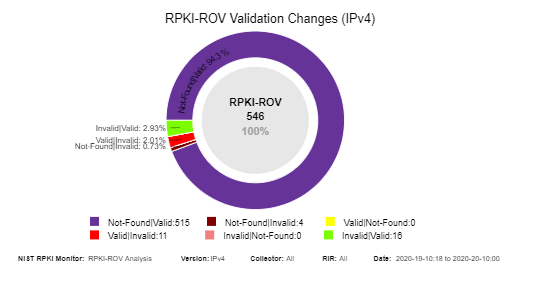 RPKI-ROV Validation Changes (IPv4)
Not-Found|Valid: 94.3 %
RPKI-ROV
546
100%
Invalid|Valid: 2.93%
Valid|Invalid: 2.01%
Not-Found|Invalid: 0.73%
Not-Found|Valid:515 Not-Found|Invalid:4 Valid|Not-Found:0
Valid|Invalid:11 Invalid|Not-Found:0 Invalid|Valid:16
NIST RPKI Monitor: RPKI-ROV Analysis Version: IPv4 Collector: All RIR: All Date: 2020-19-10:18 to 2020-20-10:00